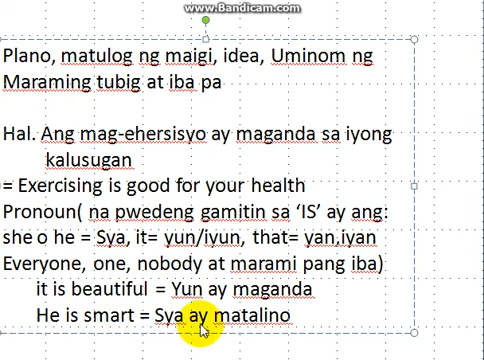 www.Bandicam.com
Plano, matulog ng maigi, idea, Uminom ng
Maraming tubig at iba pa
Hal. Ang mag-ehersisyo ay maganda sa iyong
kalusugan
= Exercising is good for your health
Pronoun( na pwedeng gamitin sa ‘IS’ ay ang:
she o he = Sya, it= yun/iyun, that= yan,iyan
Everyone, one, nobody at marami pang iba)
it is beautiful = Yun ay maganda
He is smart = Sya ay matalino